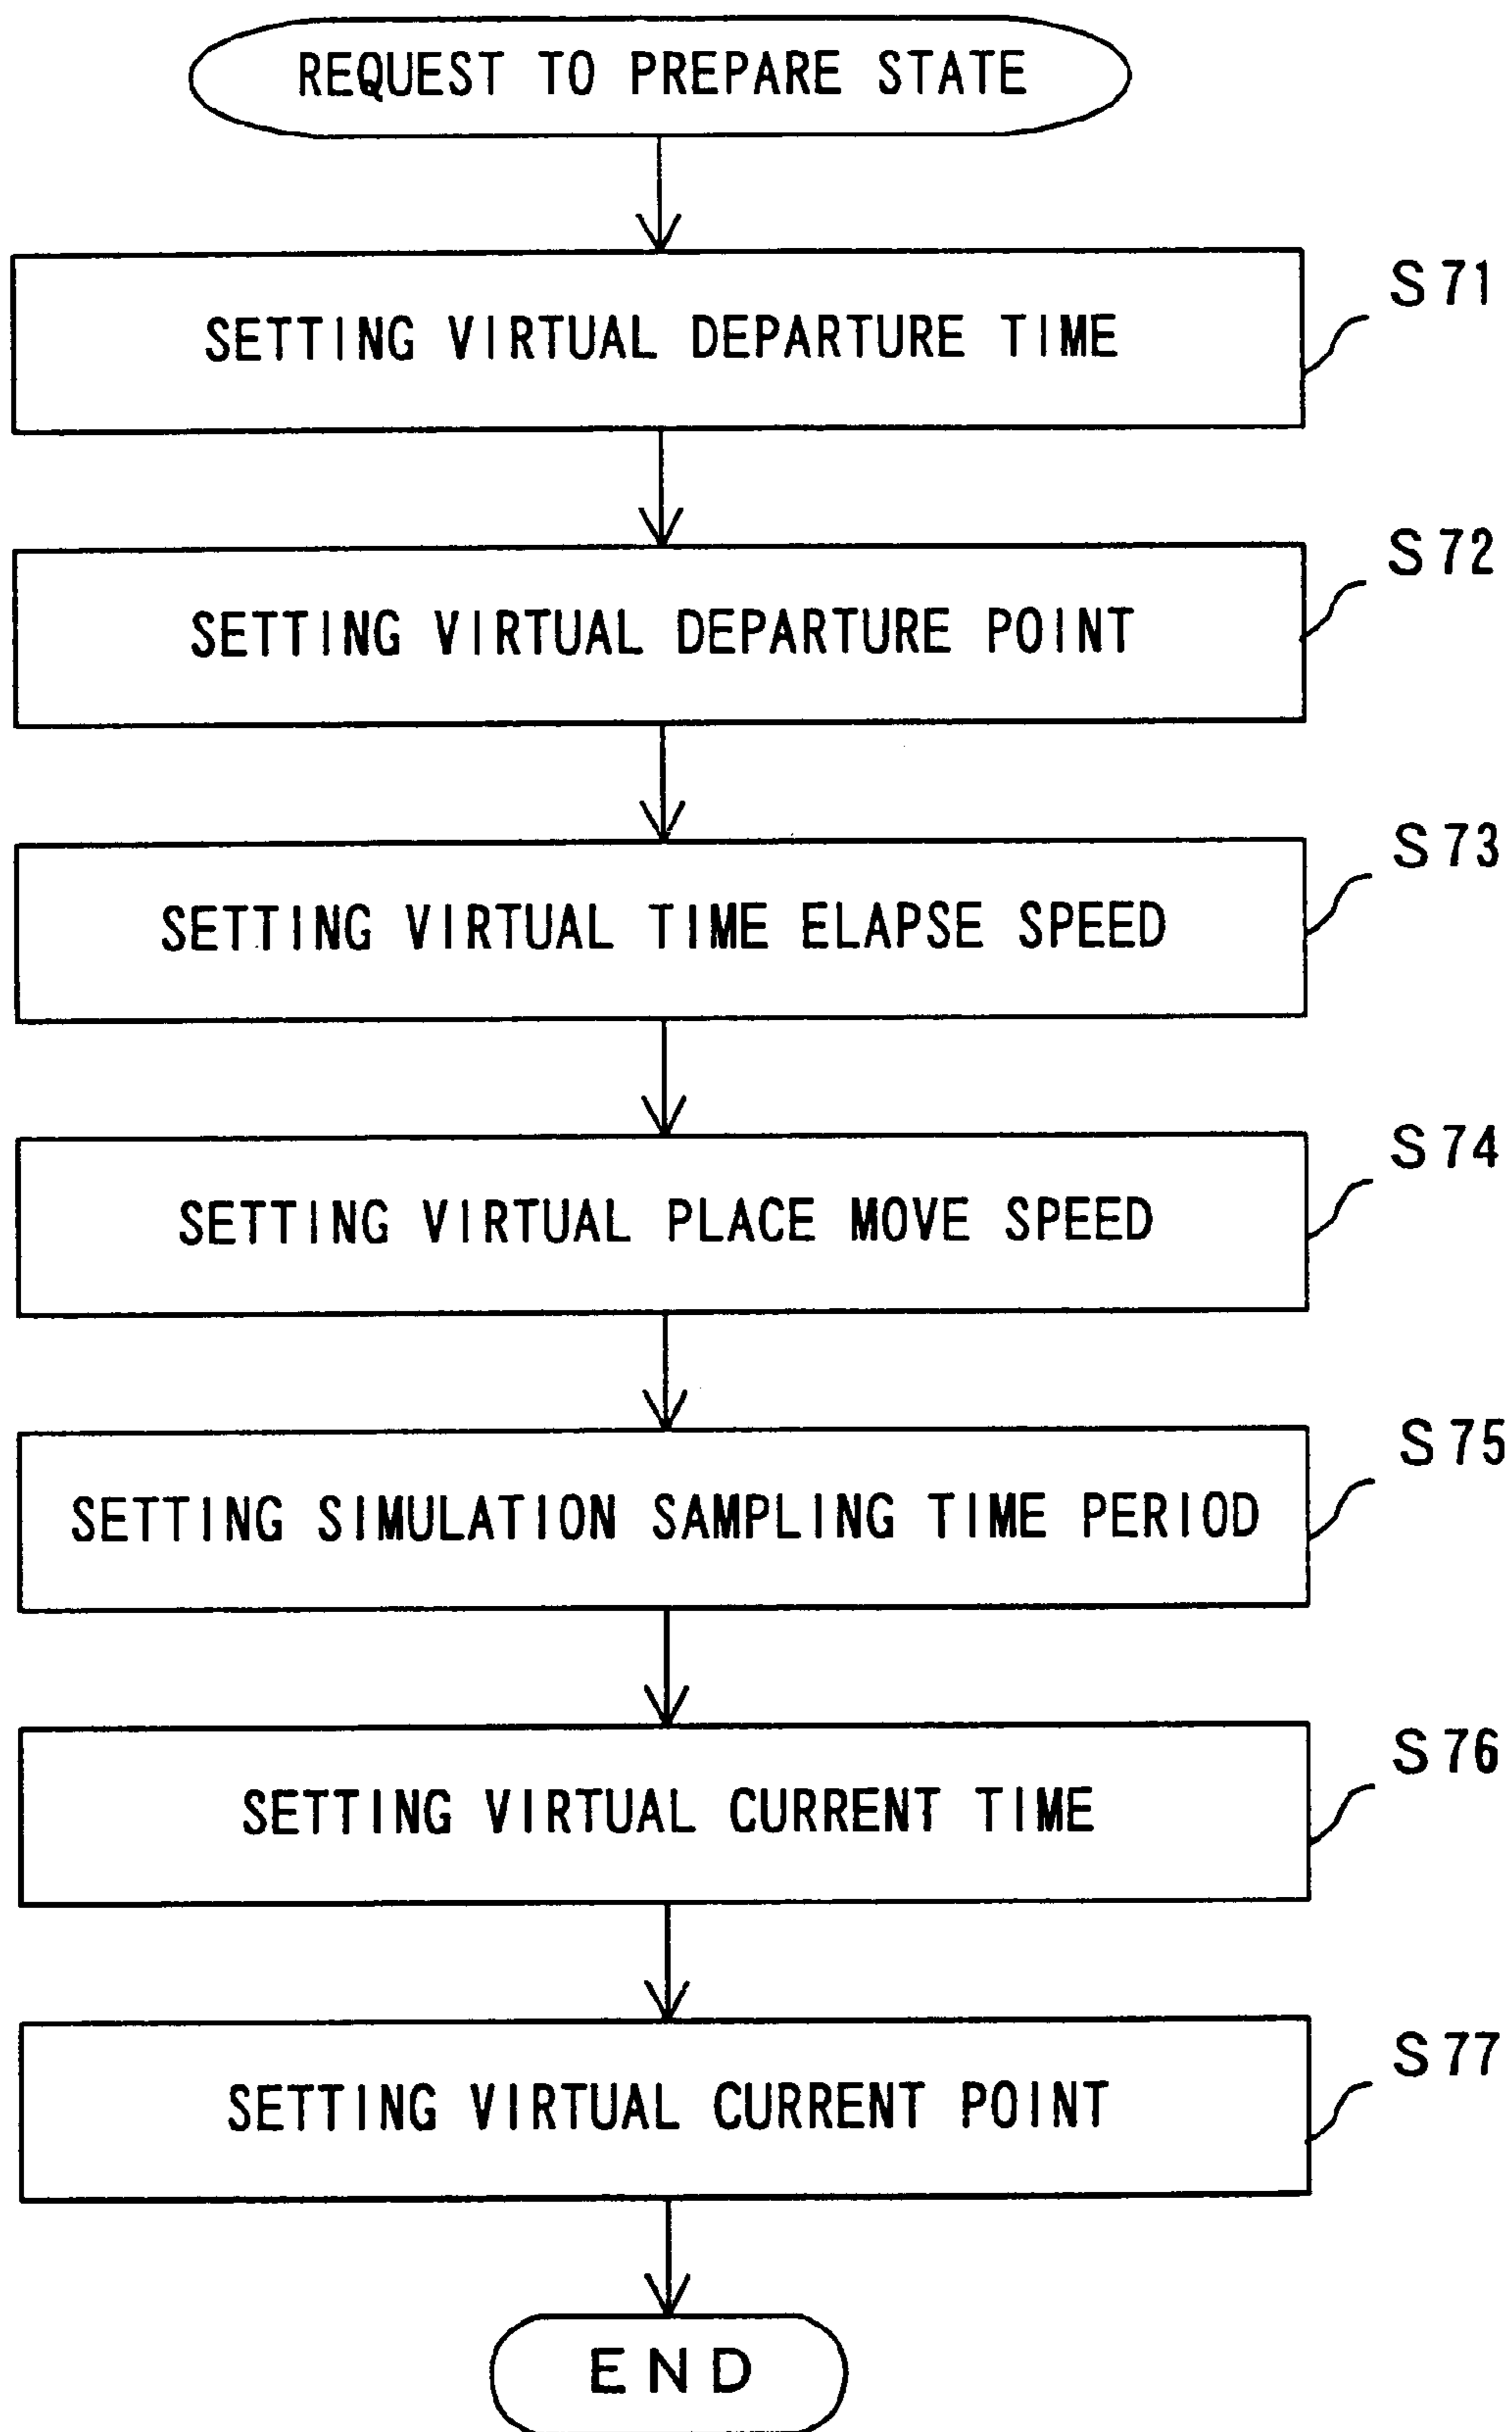 REQUEST TO PREPARE STATE
SETTING VIRTUAL DEPARTURE TIME
S71
SETTING VIRTUAL DEPARTURE POINT
S72
SETTING VIRTUAL TIME ELAPSE SPEED
S73
SETTING VIRTUAL PLACE MOVE SPEED
S74
SETTING SIMULATION SAMPLING TIME PERIOD
S75
SETTING VIRTUAL CURRENT TIME
S76
SETTING VIRTUAL CURRENT POINT
S77
END